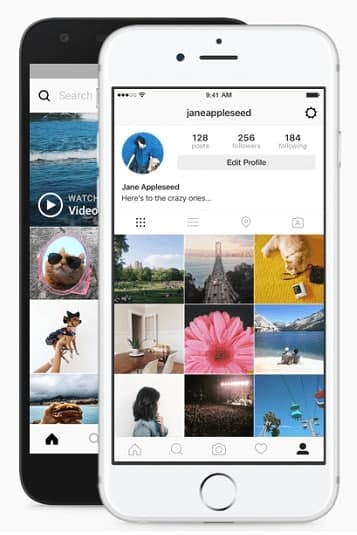 Search
WATCH
Video
9:41 AM
janeappleseed
128
256
184
posts
followers
following
Edit Profile
Jane Appleseed
Here's to the crazy ones...